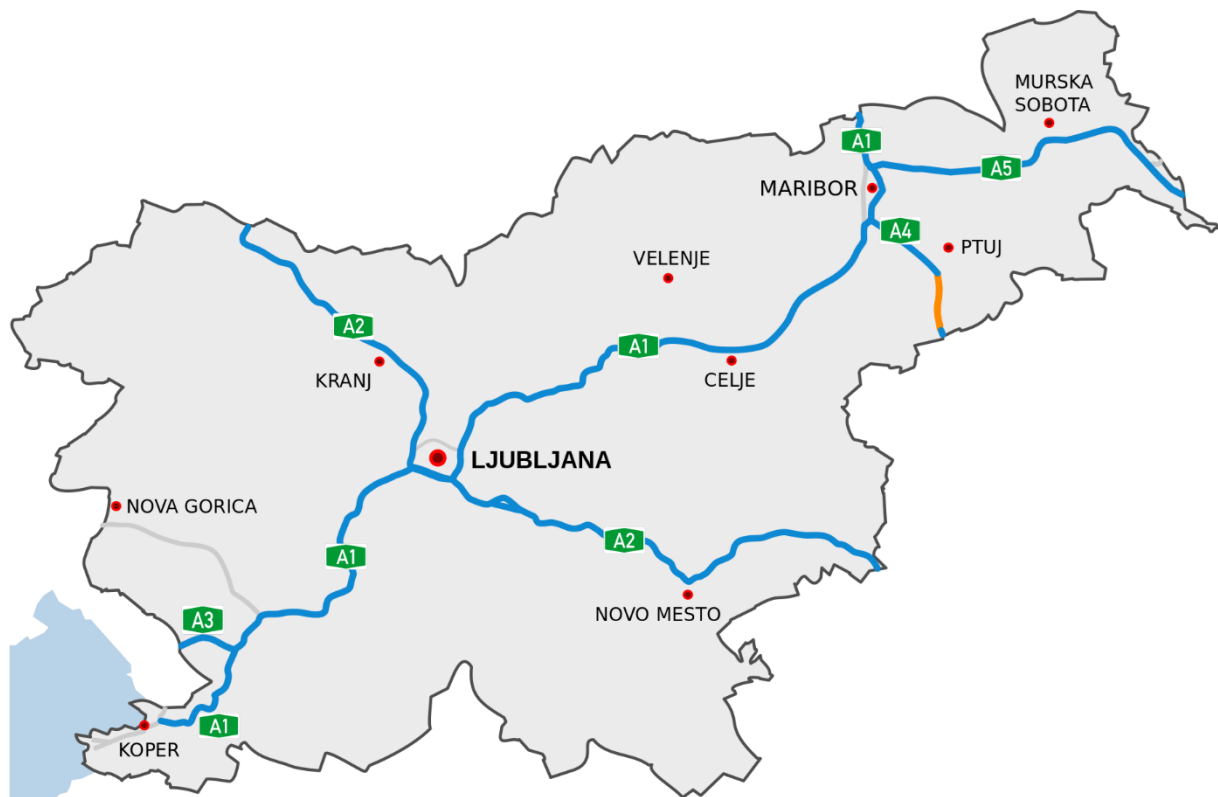 MURSKA
SOBOTA
A1
A5
MARIBOR
A4
PTUJ
VELENJE
A2
A1
KRANJ
CELJE
LJUBLJANA
NOVA GORICA
A2
A1
NOVO MESTO
A3
A1
KOPER